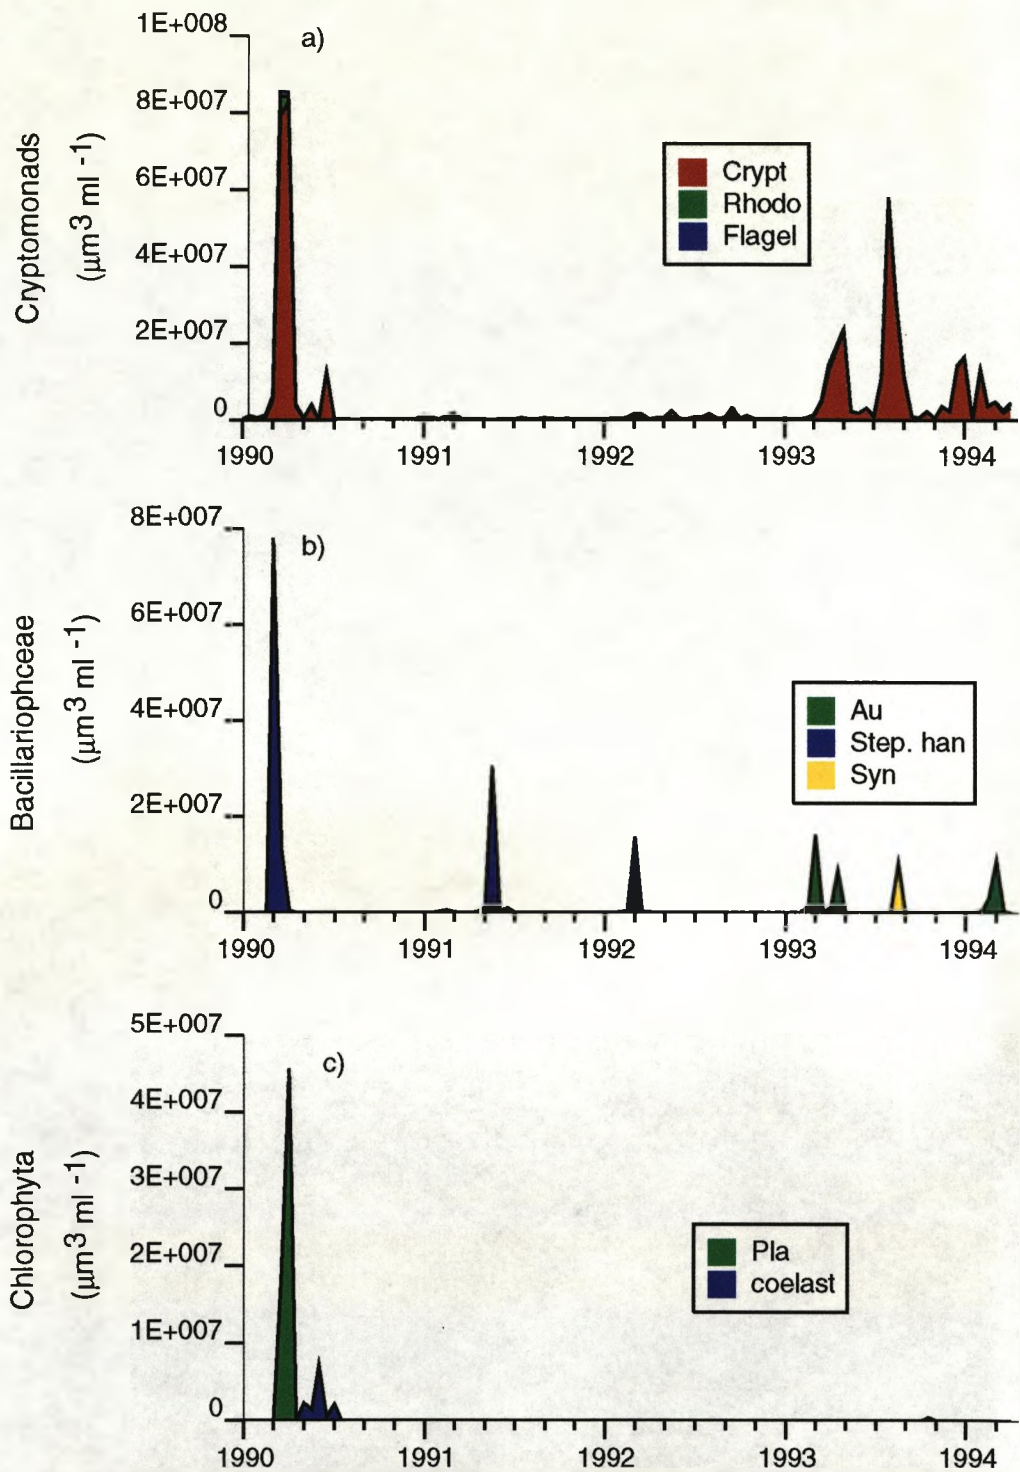 a)
Cryptomonads
(µm3 ml -1)
1E+008
8E+007
6E+007
4E+007
2E+007
0
Crypt
Rhodo
Flagel
1990 1991 1992 1993 1994
b)
Bacillariophceae
(µm3 ml -1)
8E+007
6E+007
4E+007
2E+007
0
Au
Step. han
Syn
1990 1991 1992 1993 1994
c)
Chlorophyta
(µm3 ml -1)
5E+007
4E+007
3E+007
2E+007
1E+007
0
Pla
coelast
1990 1991 1992 1993 1994